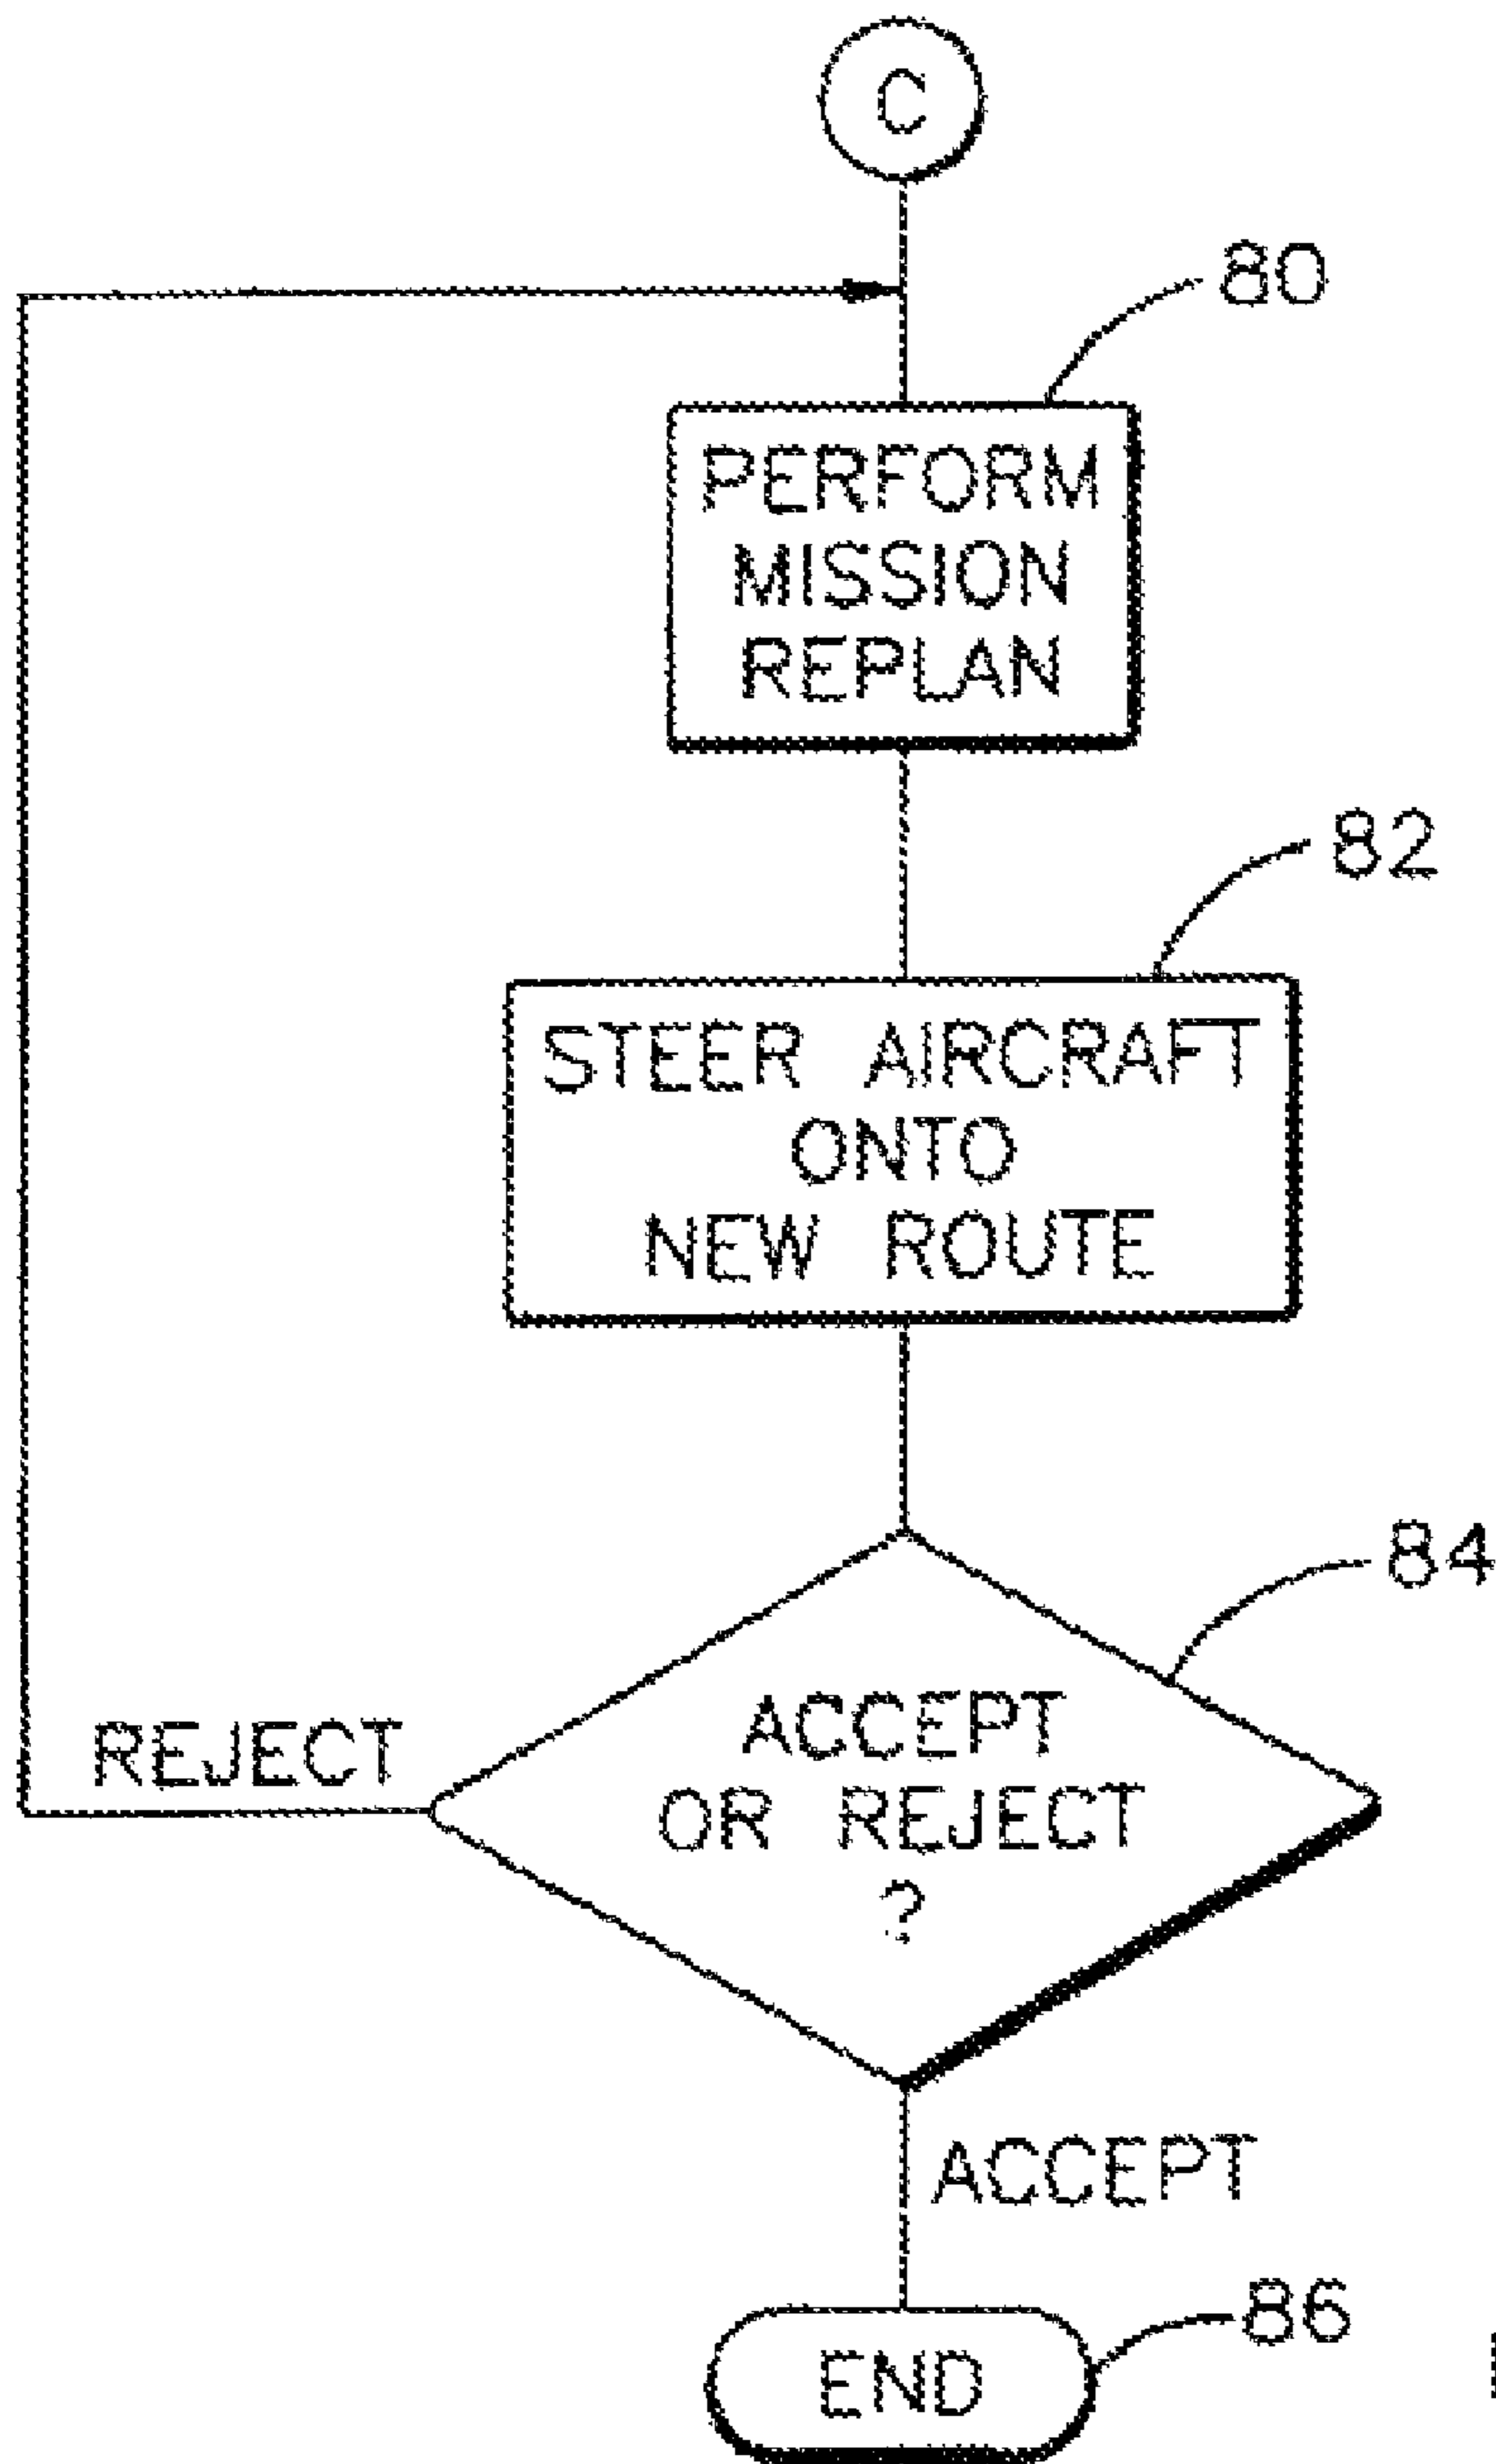 C
80
PERFORM
MISSION
REPLAN
82
STEER AIRCRAFT
ONTO
NEW ROUTE
84
ACCEPT
OR REJECT
?
REJECT
ACCEPT
86
END